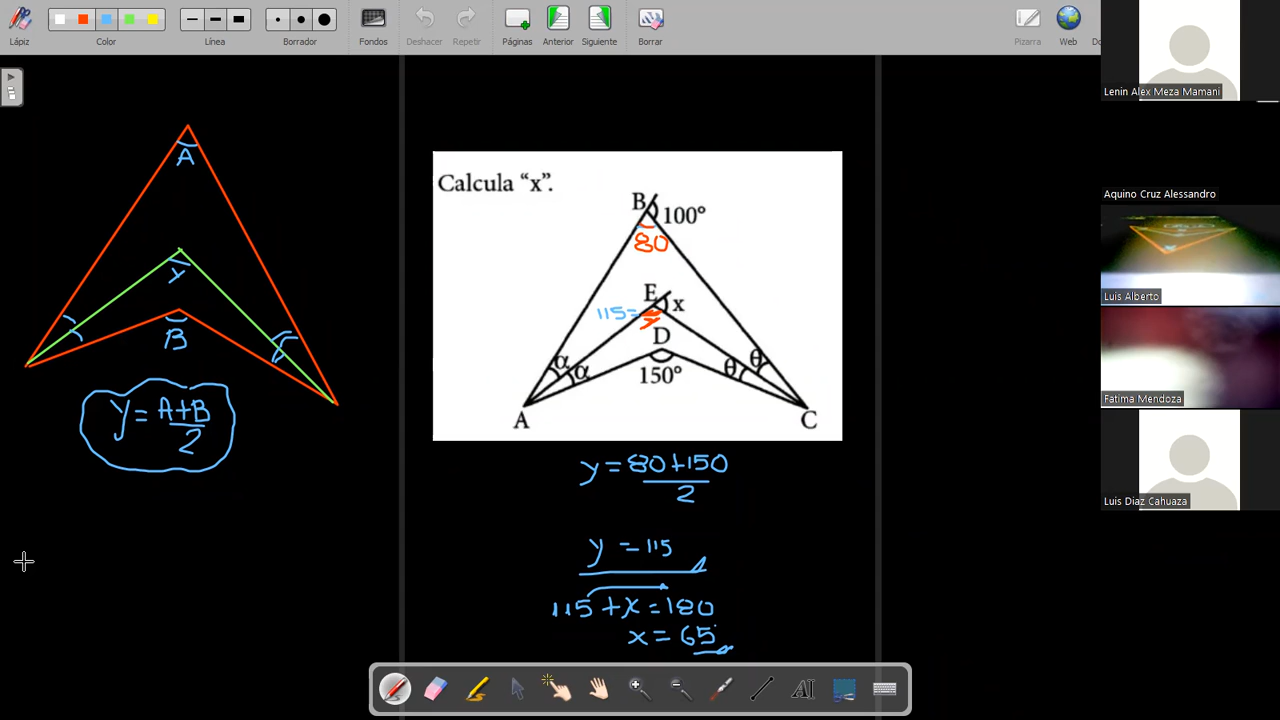 Lápiz
Color
Línea
Borrador
Fondos
Deshacer
Repetir
Páginas
Anterior
Siguiente
Borrar
Pizarra
Web
Lenin Alex Meza Mamani
Aquino Cruz Alessandro
Luis Alberto
Fatima Mendoza
Luis Diaz Cahuaza
A
y
B
y = A+B
2
Calcula “x”.
B
100°
80
E
x
115=y
D
α
α
150°
θ
θ
A
C
y = 80+150
2
y = 115
115 + x = 180
x = 65
AI